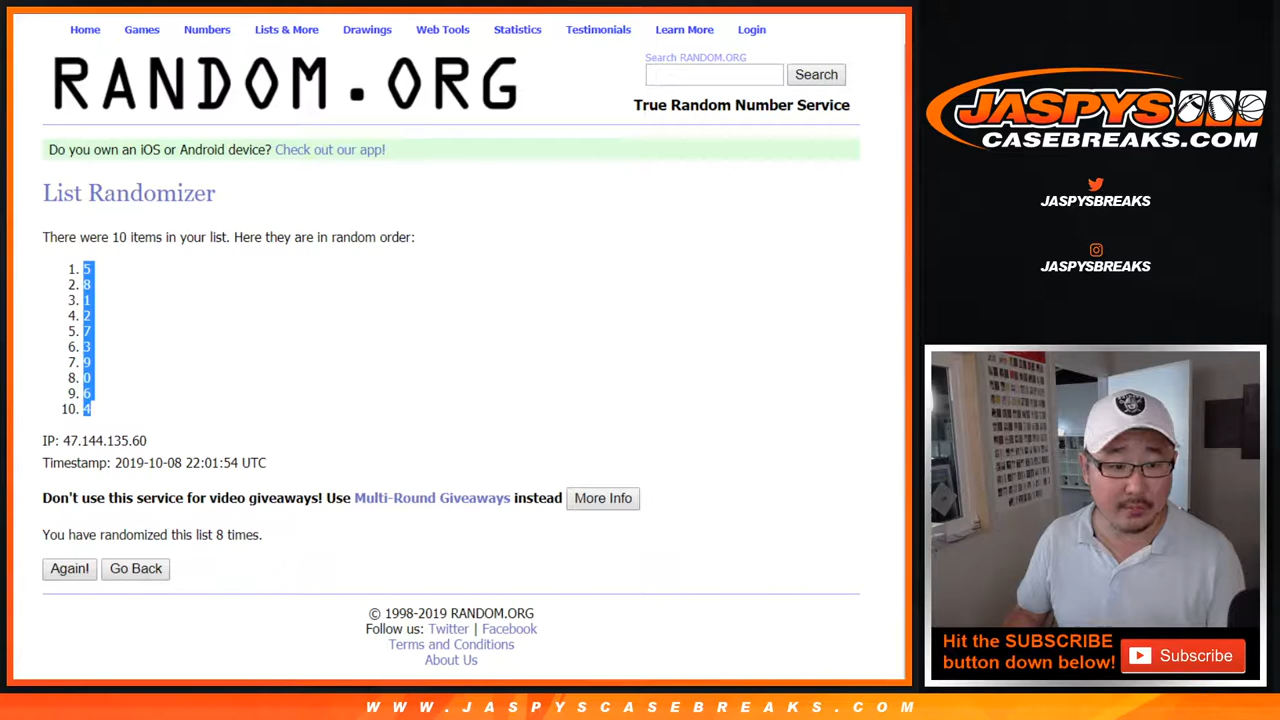 Home Games Numbers Lists & More Drawings Web Tools Statistics Testimonials Learn More Login
RANDOM.ORG
Search RANDOM.ORG
Search
True Random Number Service
Do you own an iOS or Android device? Check out our app!
List Randomizer
There were 10 items in your list. Here they are in random order:
1. 5
2. 8
3. 1
4. 2
5. 7
6. 3
7. 9
8. 0
9. 6
10. 4
IP: 47.144.135.60
Timestamp: 2019-10-08 22:01:54 UTC
Don't use this service for video giveaways! Use Multi-Round Giveaways instead More Info
You have randomized this list 8 times.
Again! Go Back
© 1998-2019 RANDOM.ORG
Follow us: Twitter | Facebook
Terms and Conditions
About Us
JASPYS
CASEBREAKS.COM
JASPYSBREAKS
JASPYSBREAKS
Hit the SUBSCRIBE
button down below!
Subscribe
WWW.JASPYSCASEBREAKS.COM